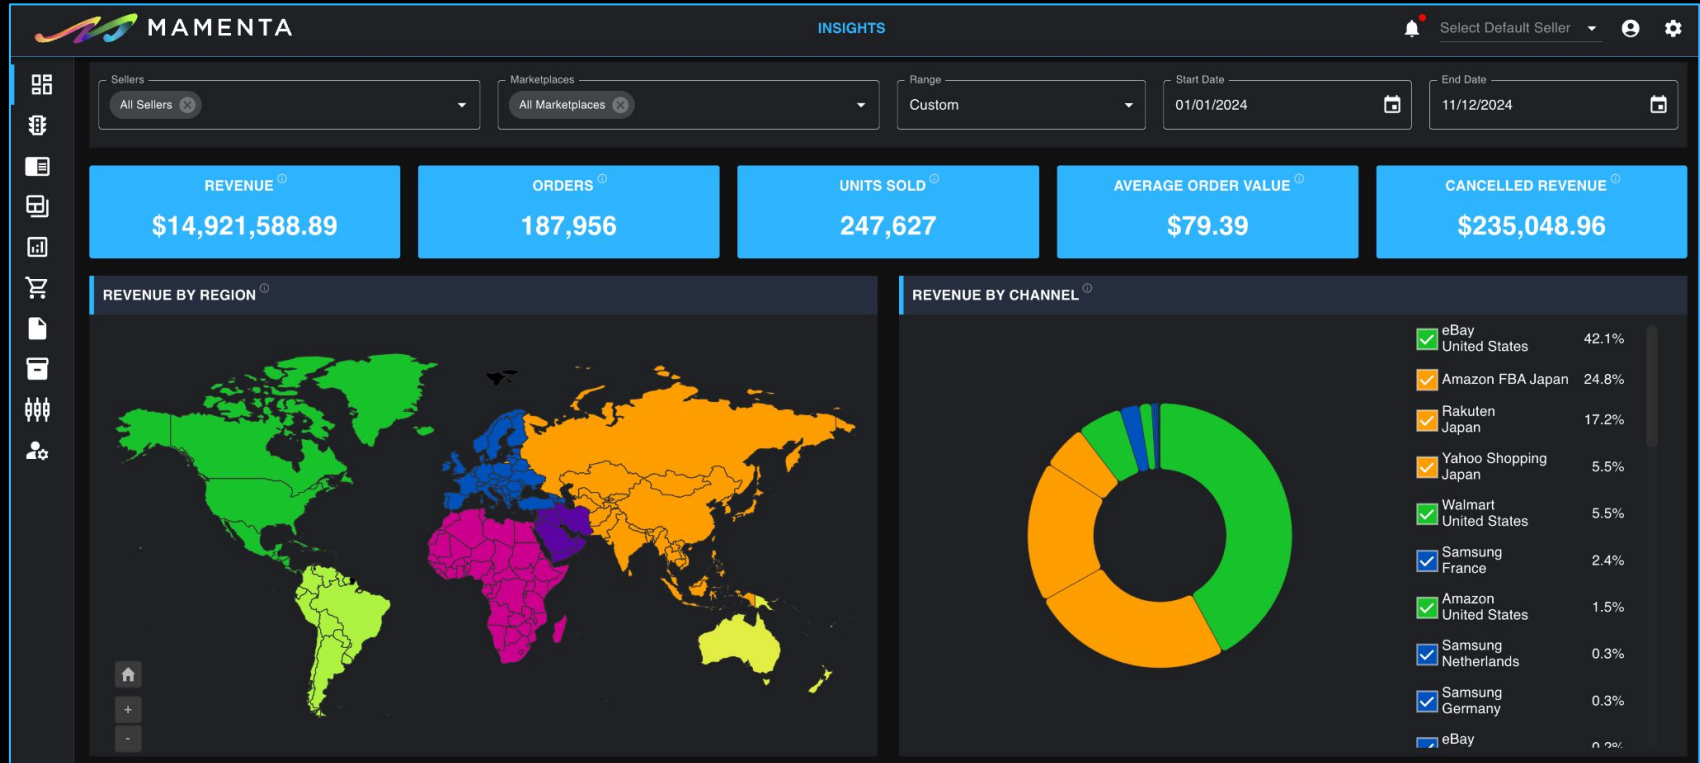 MAMENTA
INSIGHTS
Select Default Seller
Sellers
All Sellers
Marketplaces
All Marketplaces
Range
Custom
Start Date
01/01/2024
End Date
11/12/2024
REVENUE
$14,921,588.89
ORDERS
187,956
UNITS SOLD
247,627
AVERAGE ORDER VALUE
$79.39
CANCELLED REVENUE
$235,048.96
REVENUE BY REGION
+
-
REVENUE BY CHANNEL
eBay
United States 42.1%
Amazon FBA Japan 24.8%
Rakuten
Japan 17.2%
Yahoo Shopping
Japan 5.5%
Walmart
United States 5.5%
Samsung
France 2.4%
Amazon
United States 1.5%
Samsung
Netherlands 0.3%
Samsung
Germany 0.3%
eBay